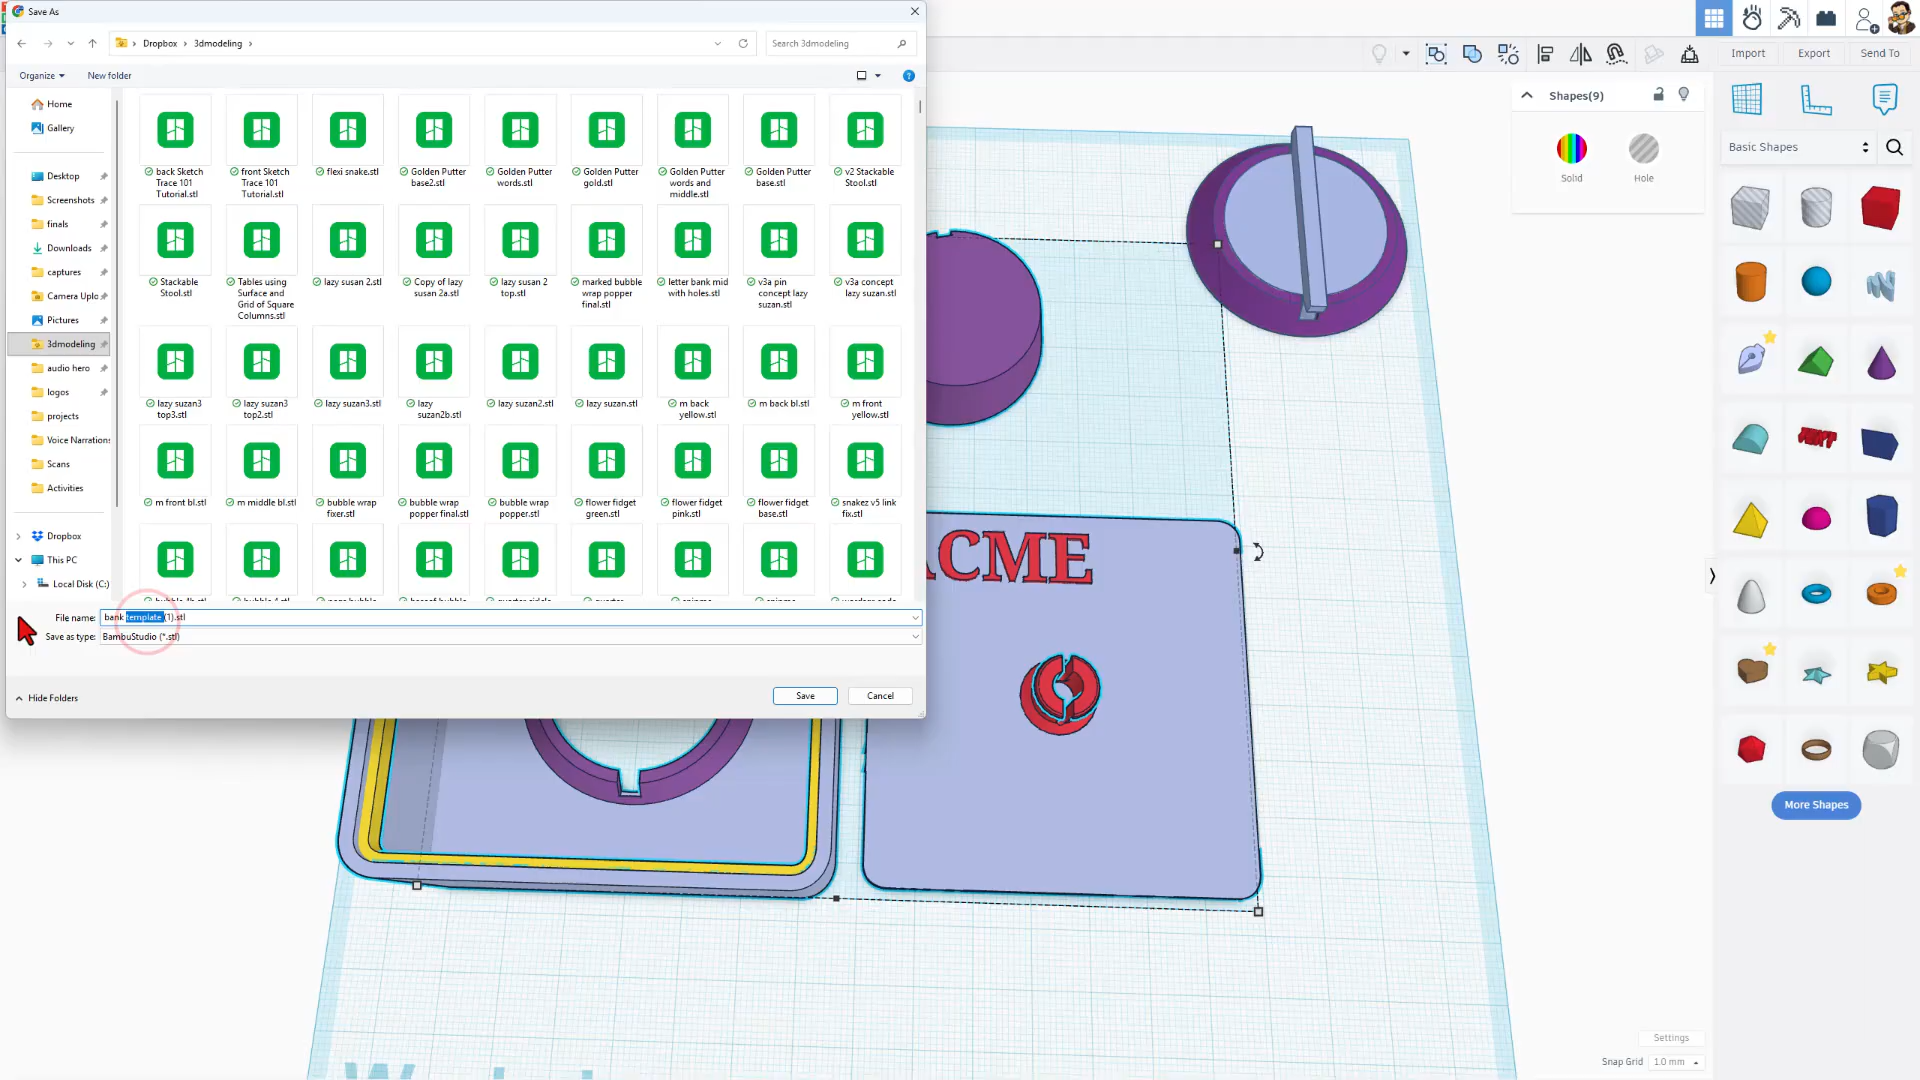 Save As
Dropbox
3dmodeling
Search 3dmodeling
Organize
New folder
Import
Export
Send To
Shapes(9)
Solid
Hole
Basic Shapes
More Shapes
Settings
Snap Grid
1.0 mm
Home
Gallery
Desktop
Screenshots
finals
Downloads
captures
Camera Uplo
Pictures
3dmodeling
audio hero
logos
projects
Voice Narrations
Scans
Activities
Dropbox
This PC
Local Disk (C:)
back Sketch
Trace 101
Tutorial.stl
front Sketch
Trace 101
Tutorial.stl
flexi snake.stl
Golden Putter
base2.stl
Golden Putter
words.stl
Golden Putter
gold.stl
Golden Putter
words and
middle.stl
Golden Putter
base.stl
v2 Stackable
Stool.stl
Stackable
Stool.stl
Tables using
Surface and
Grid of Square
Columns.stl
lazy susan 2.stl
Copy of lazy
susan 2a.stl
lazy susan 2
top.stl
marked bubble
wrap popper
final.stl
letter bank mid
with holes.stl
v3a pin
concept lazy
suzan.stl
v3a concept
lazy suzan.stl
lazy suzan3
top3.stl
lazy suzan3
top2.stl
lazy suzan3.stl
lazy
suzan2b.stl
lazy suzan2.stl
lazy suzan.stl
m back
yellow.stl
m back bl.stl
m front
yellow.stl
m front bl.stl
m middle bl.stl
bubble wrap
fixer.stl
bubble wrap
popper final.stl
bubble wrap
popper.stl
flower fidget
green.stl
flower fidget
pink.stl
flower fidget
base.stl
snakez v5 link
fix.stl
File name:
bank template (1).stl
Save as type:
BambuStudio (*.stl)
Hide Folders
Save
Cancel
ACME